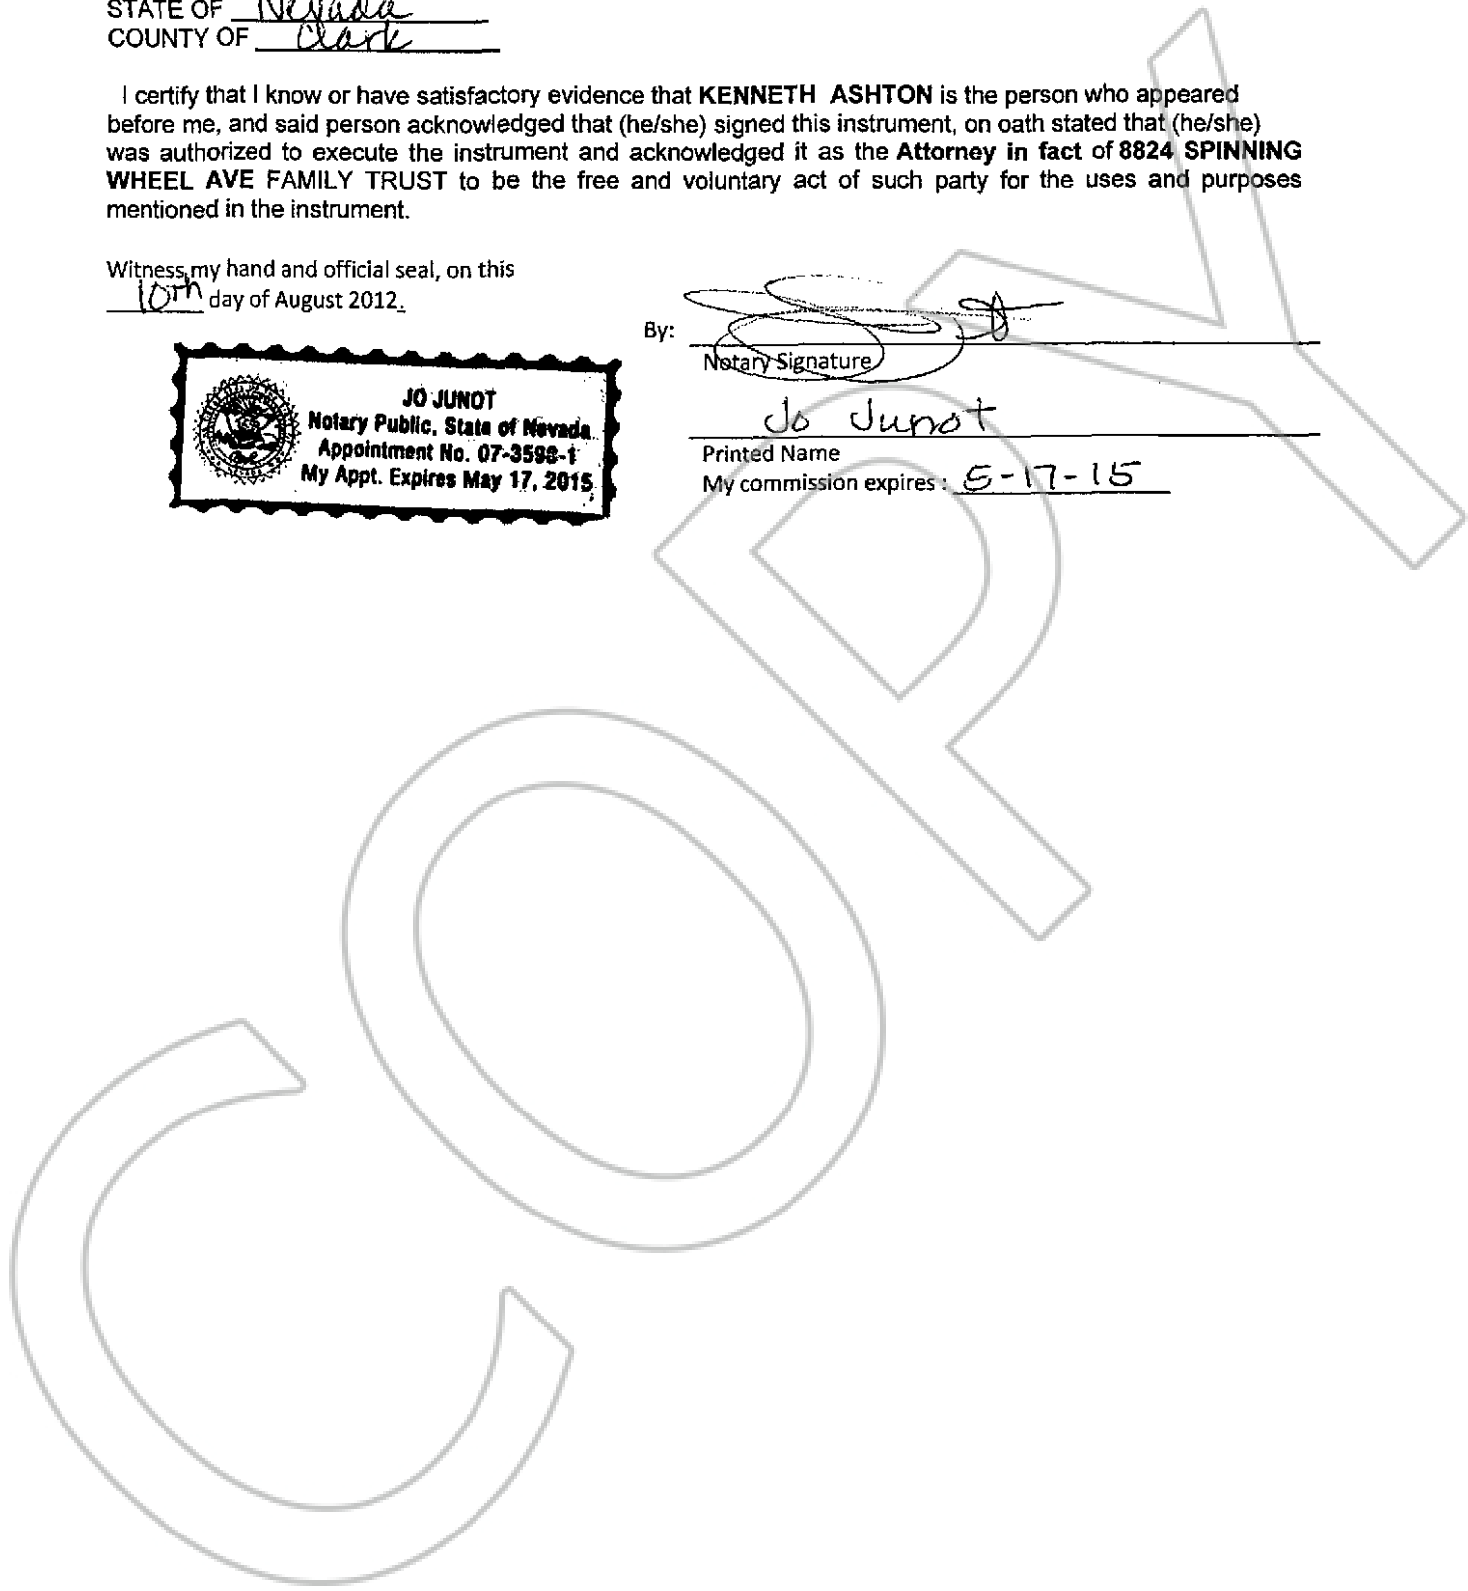 STATE OF Nevada
COUNTY OF Clark
I certify that I know or have satisfactory evidence that KENNETH ASHTON is the person who appeared
before me, and said person acknowledged that (he/she) signed this instrument, on oath stated that (he/she)
was authorized to execute the instrument and acknowledged it as the Attorney in fact of 8824 SPINNING
WHEEL AVE FAMILY TRUST to be the free and voluntary act of such party for the uses and purposes
mentioned in the instrument.
Witness my hand and official seal, on this
10th day of August 2012.
By:
Notary Signature
JO JUNOT
Notary Public, State of Nevada
Appointment No. 07-3598-1
My Appt. Expires May 17, 2015
Jo Junot
Printed Name
My commission expires : 5-17-15
COPY